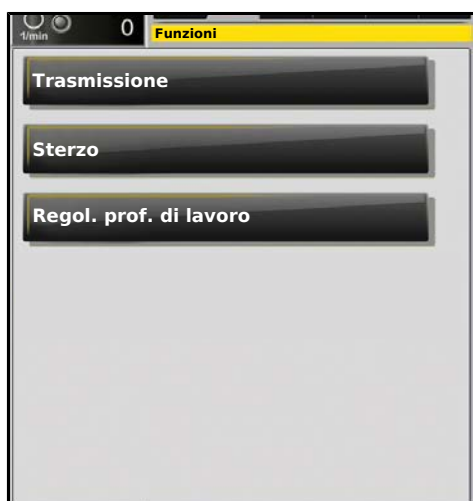 1/min 0
Funzioni
Trasmissione
Sterzo
Regol. prof. di lavoro